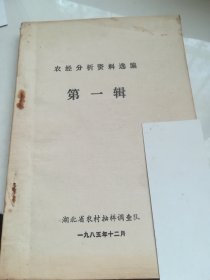 农经分析资料选编
第一辑
湖北省农村抽样调查队
一九八五年十二月